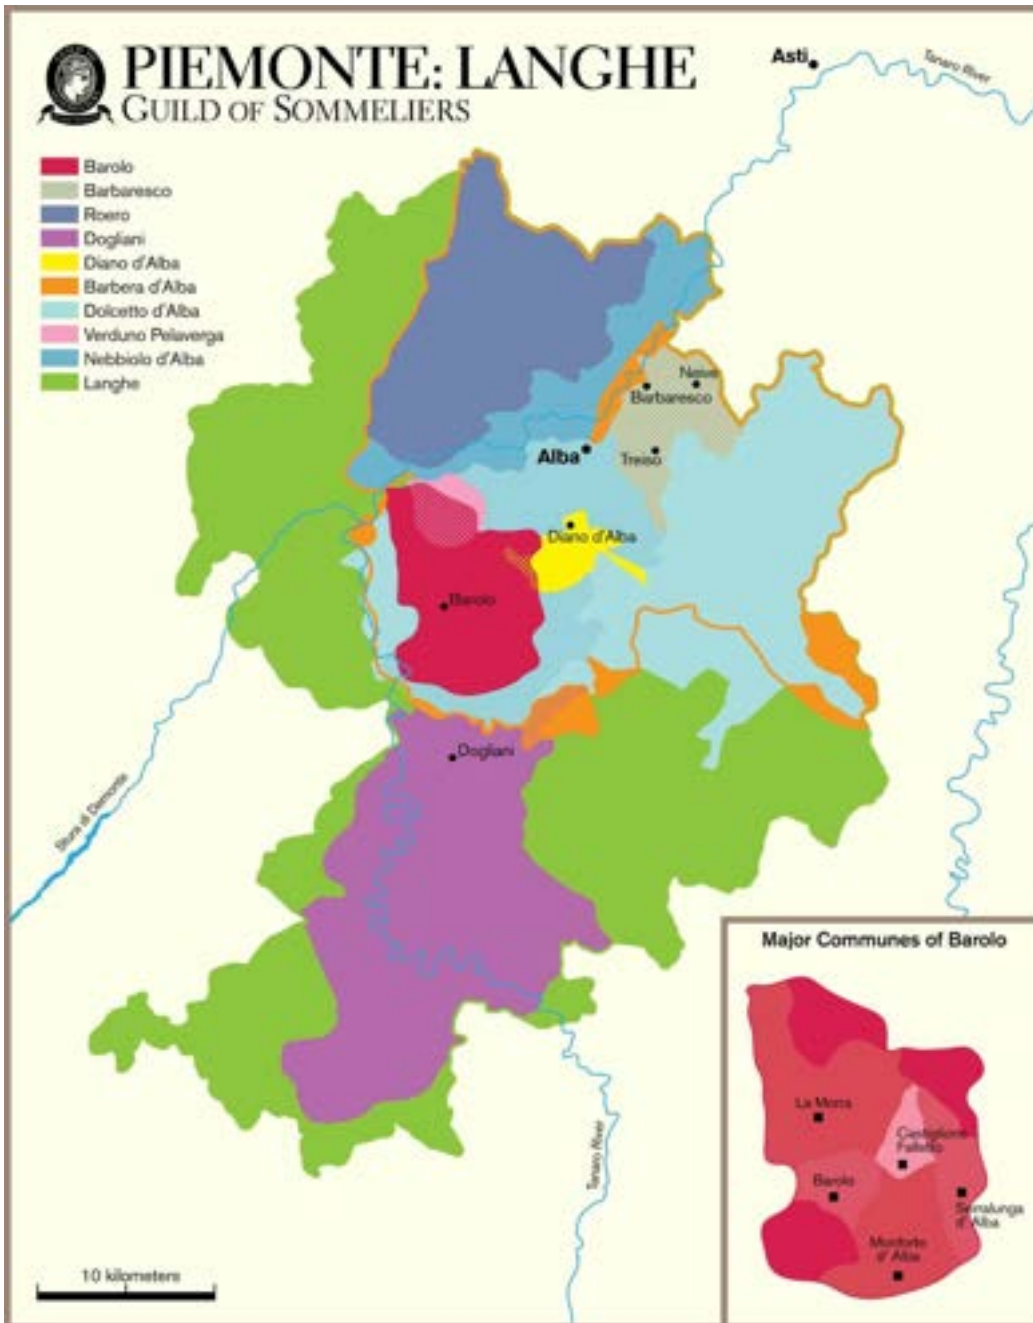 PIEMONTE: LANGHE
GUILD OF SOMMELIERS
Barolo
Barbaresco
Roero
Dogliani
Diano d'Alba
Barbera d'Alba
Dolcetto d'Alba
Verduno Pelaverga
Nebbiolo d'Alba
Langhe
Asti
Tanaro River
Neive
Barbaresco
Alba
Treiso
Diano d'Alba
Barolo
Dogliani
Stura di Demonte
Tanaro River
10 kilometers
Major Communes of Barolo
La Morra
Castiglione
Falletto
Barolo
Serralunga
d' Alba
Monforte
d' Alba